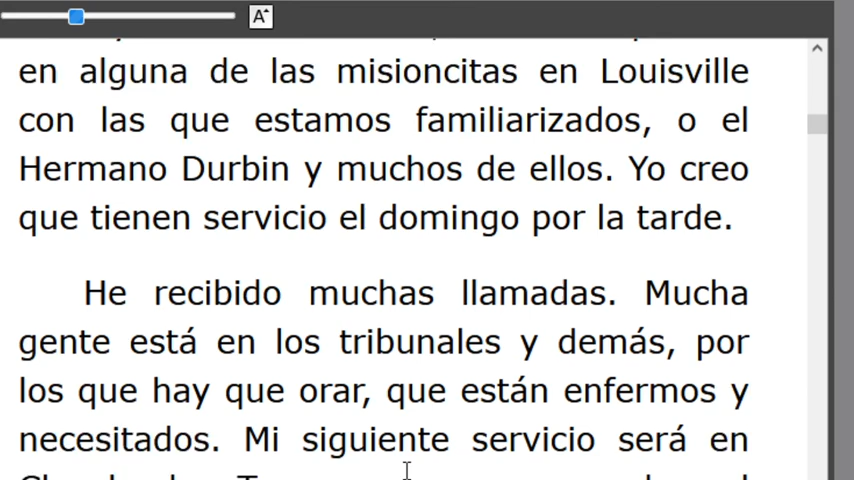 A
en alguna de las misioncitas en Louisville
con las que estamos familiarizados, o el
Hermano Durbin y muchos de ellos. Yo creo
que tienen servicio el domingo por la tarde.
He recibido muchas llamadas. Mucha
gente está en los tribunales y demás, por
los que hay que orar, que están enfermos y
necesitados. Mi siguiente servicio será en